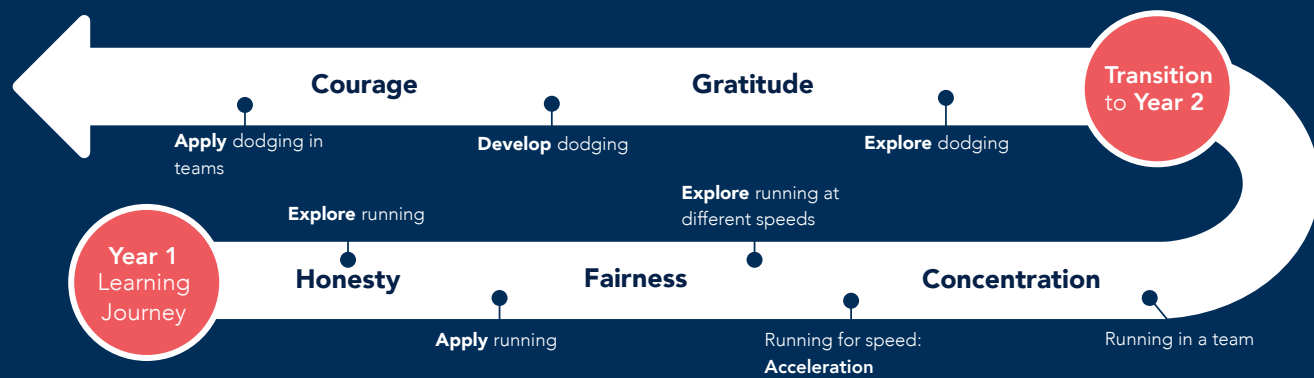 Courage
Gratitude
Transition
to Year 2
Apply dodging in
teams
Develop dodging
Explore dodging
Year 1
Learning
Journey
Explore running
Honesty
Apply running
Fairness
Explore running at
different speeds
Running for speed:
Acceleration
Concentration
Running in a team